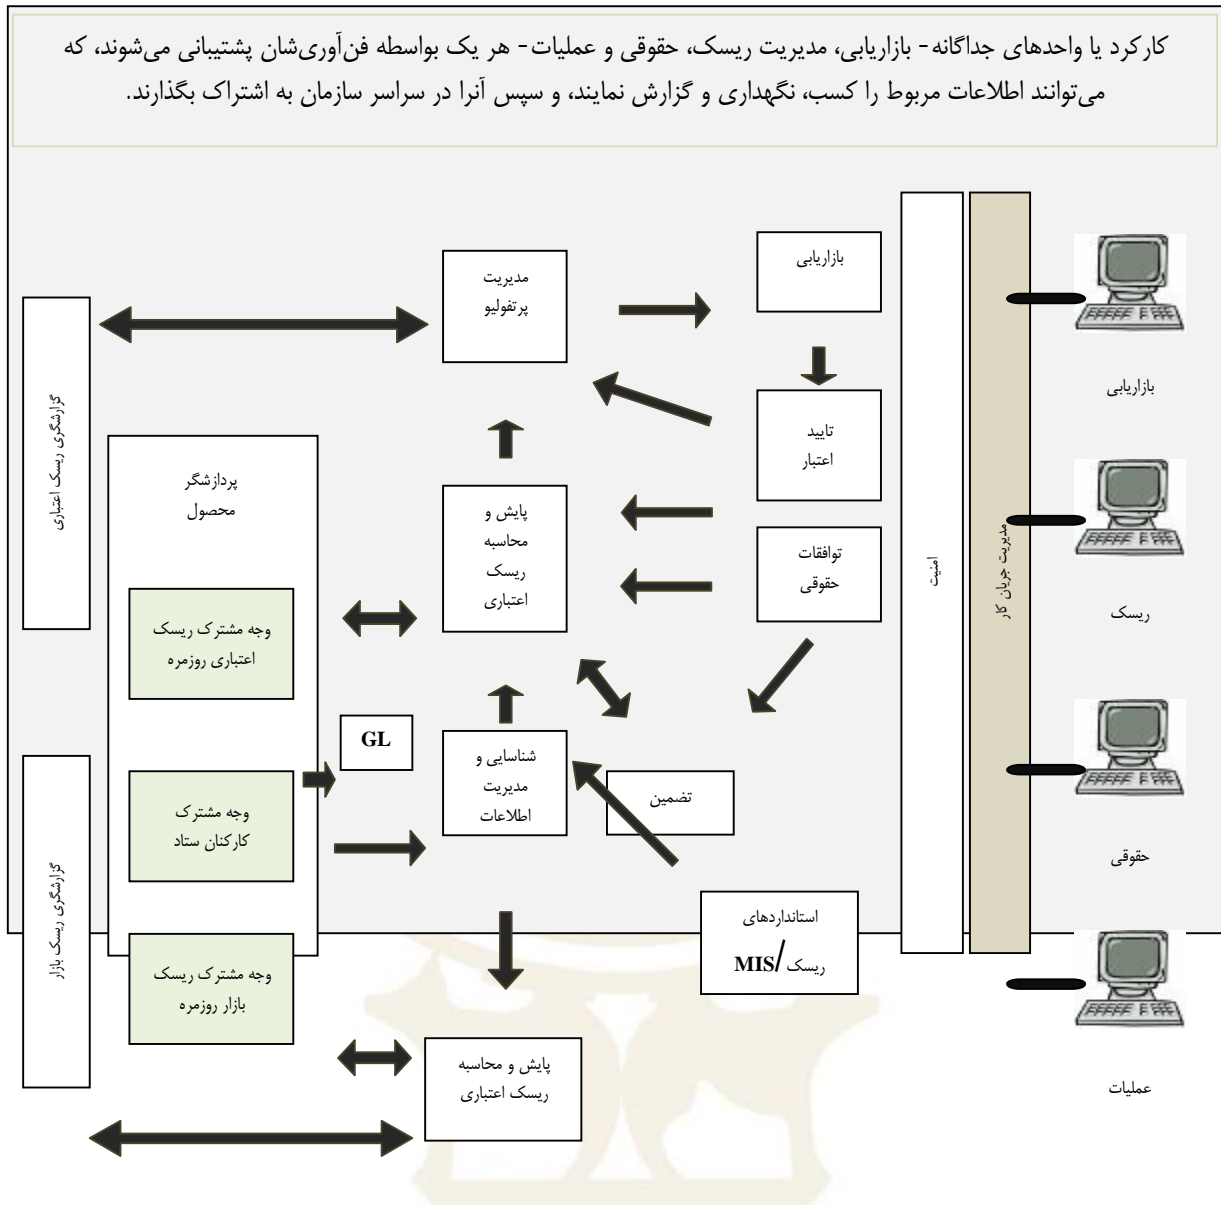 کارکرد یا واحدهای جداگانه- بازاریابی، مدیریت ریسک، حقوقی و عملیات- هر یک بواسطه فن‌آوری‌شان پشتیبانی می‌شوند، که
می‌توانند اطلاعات مربوط را کسب، نگهداری و گزارش نمایند، و سپس آنرا در سراسر سازمان به اشتراک بگذارند.
بازاریابی
ریسک
حقوقی
عملیات
مدیریت جریان کار
امنیت
بازاریابی
تایید
اعتبار
توافقات
حقوقی
تضمین
استانداردهای
ریسک /MIS
مدیریت
پرتفولیو
پایش و
محاسبه
ریسک
اعتباری
شناسایی و
مدیریت
اطلاعات
پایش و محاسبه
ریسک اعتباری
GL
پردازشگر
محصول
وجه مشترک ریسک
اعتباری روزمره
وجه مشترک
کارکنان ستاد
وجه مشترک ریسک
بازار روزمره
گزارشگری ریسک اعتباری
گزارشگری ریسک بازار